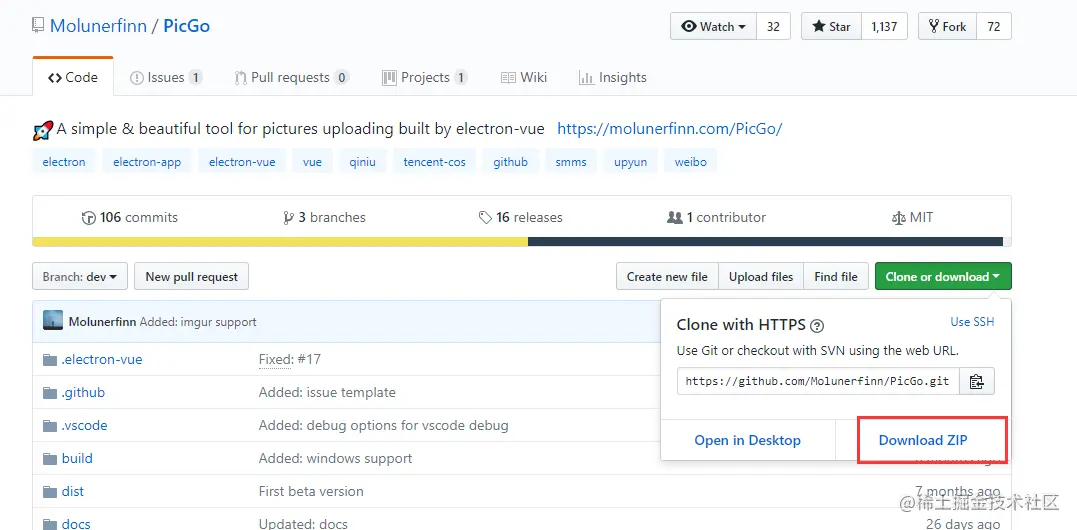 Molunerfinn / PicGo
Watch 32 Star 1,137 Fork 72
Code Issues 1 Pull requests 0 Projects 1 Wiki Insights
A simple & beautiful tool for pictures uploading built by electron-vue https://molunerfinn.com/PicGo/
electron electron-app electron-vue vue qiniu tencent-cos github smms upyun weibo
106 commits 3 branches 16 releases 1 contributor MIT
Branch: dev New pull request Create new file Upload files Find file Clone or download
Molunerfinn Added: imgur support
Clone with HTTPS Use SSH
Use Git or checkout with SVN using the web URL.
https://github.com/Molunerfinn/PicGo.git
Open in Desktop Download ZIP
.electron-vue Fixed: #17
.github Added: issue template
.vscode Added: debug options for vscode debug
build Added: windows support
dist First beta version 7 months ago
docs Updated: docs 26 days ago
@稀土掘金技术社区